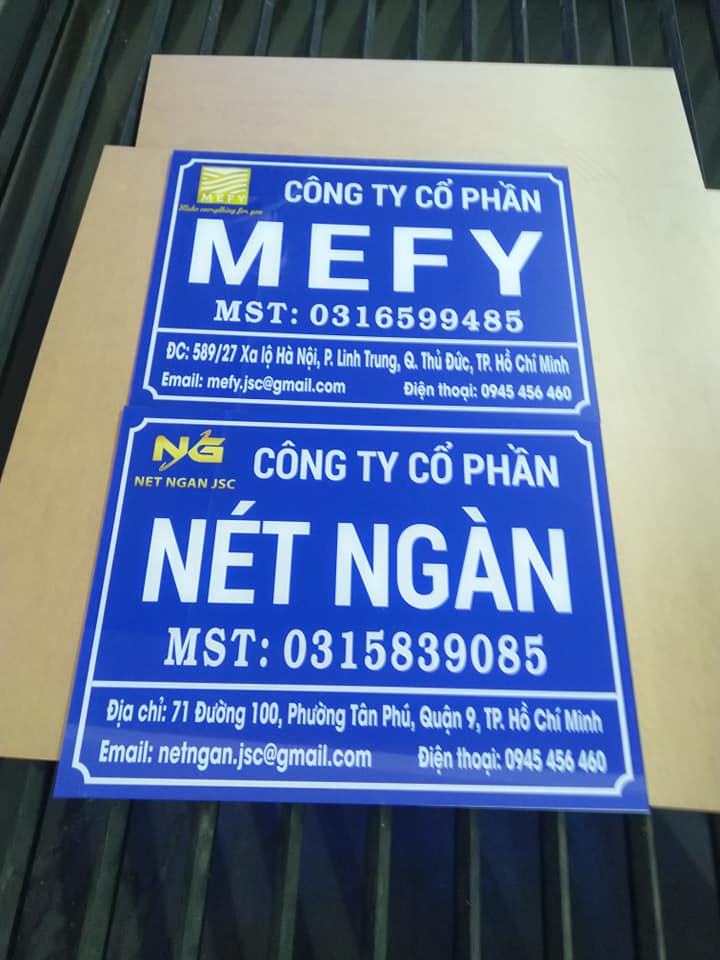 MEFY
Make everything for you
CÔNG TY CỔ PHẦN
MEFY
MST: 0316599485
ĐC: 589/27 Xa lộ Hà Nội, P. Linh Trung, Q. Thủ Đức, TP. Hồ Chí Minh
Email: mefy.jsc@gmail.com Điện thoại: 0945 456 460
NG
NET NGAN JSC
CÔNG TY CỔ PHẦN
NÉT NGÀN
MST: 0315839085
Địa chỉ: 71 Đường 100, Phường Tân Phú, Quận 9, TP. Hồ Chí Minh
Email: netngan.jsc@gmail.com Điện thoại: 0945 456 460